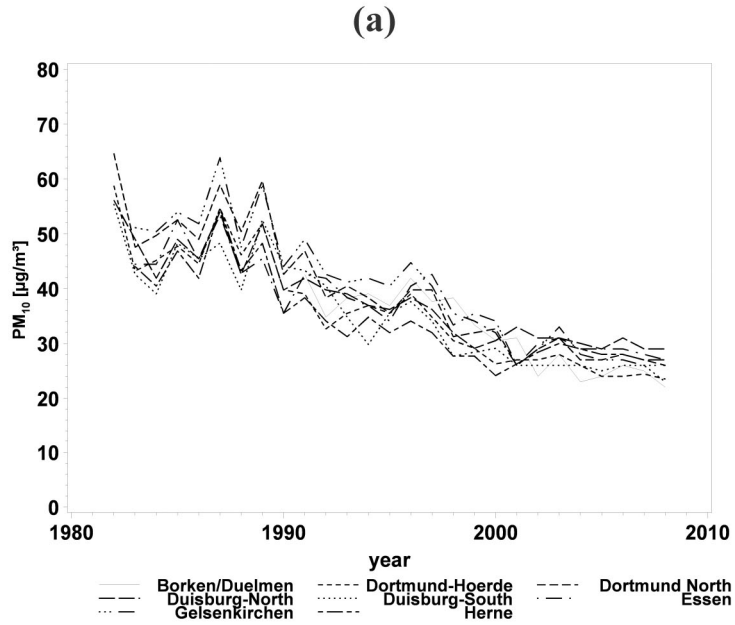 (a)
80
70
60
50
40
30
20
10
0
PM10 [µg/m³]
1980 1990 2000 2010
year
Borken/Duelmen Dortmund-Hoerde Dortmund North
Duisburg-North Duisburg-South Essen
Gelsenkirchen Herne